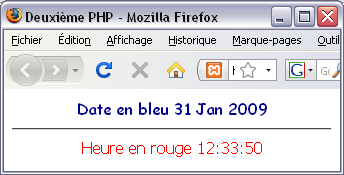 Deuxième PHP - Mozilla Firefox
Fichier Édition Affichage Historique Marque-pages Outil
Date en bleu 31 Jan 2009
Heure en rouge 12:33:50